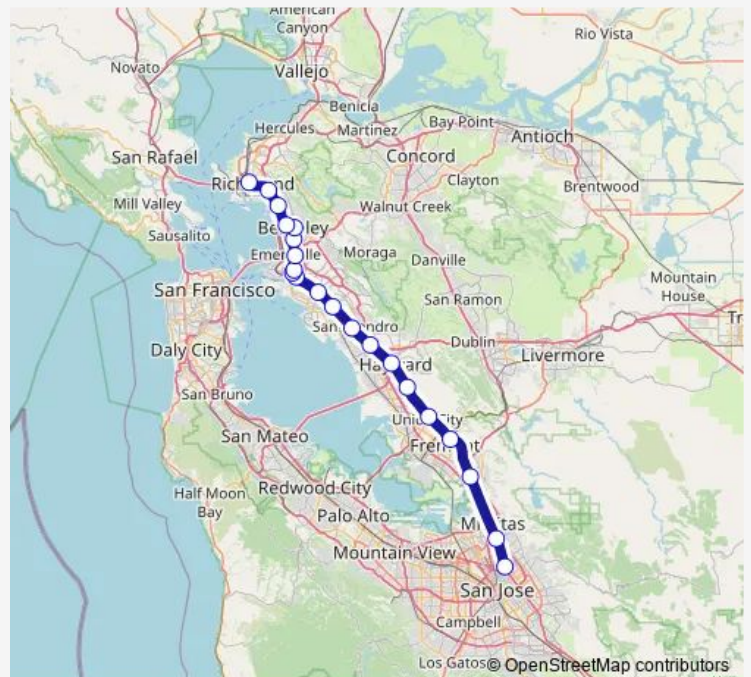 American
Canyon
Rio Vista
Novato
Vallejo
Benicia
Hercules
Martinez
Bay Point
Antioch
San Rafael
Concord
Clayton
Brentwood
Mill Valley
Walnut Creek
Sausalito
Moraga
Danville
San Francisco
Mountain
House
San Ramon
Tr
Daly City
Dublin
Livermore
San Bruno
San Mateo
Redwood City
Half Moon
Bay
Palo Alto
Mountain View
San Jose
Campbell
Los Gatos
© OpenStreetMap contributors